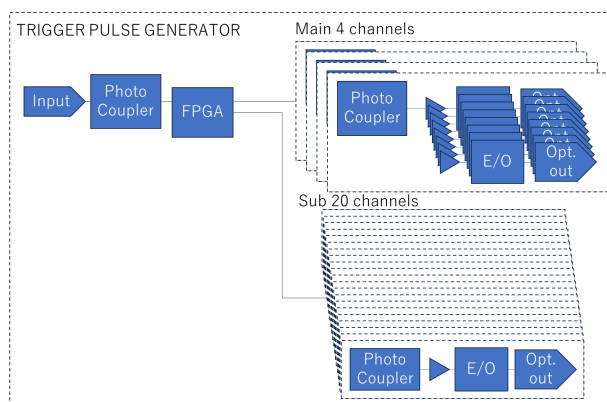 TRIGGER PULSE GENERATOR
Main 4 channels
Input
Photo
Coupler
FPGA
Photo
Coupler
E/O
Opt.
out
Sub 20 channels
Photo
Coupler
E/O
Opt.
out